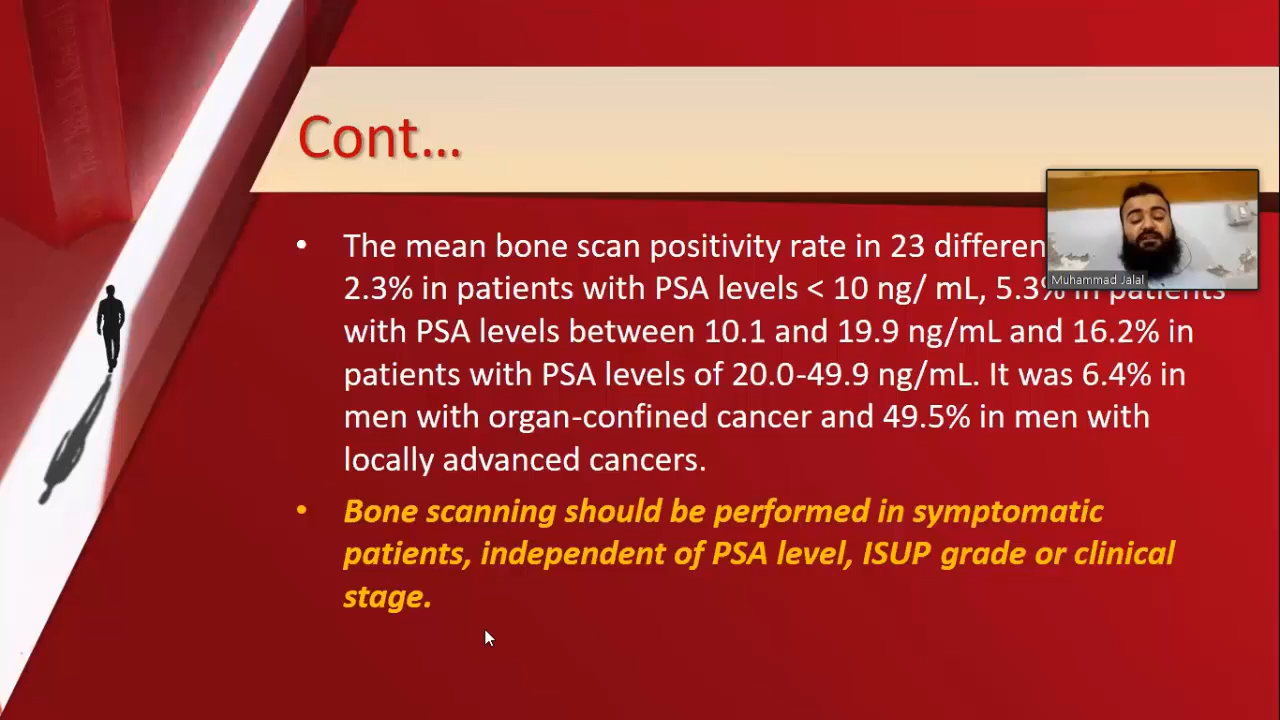 Cont...
• The mean bone scan positivity rate in 23 differen
2.3% in patients with PSA levels < 10 ng/ mL, 5.3% in patients
with PSA levels between 10.1 and 19.9 ng/mL and 16.2% in
patients with PSA levels of 20.0-49.9 ng/mL. It was 6.4% in
men with organ-confined cancer and 49.5% in men with
locally advanced cancers.
• Bone scanning should be performed in symptomatic
patients, independent of PSA level, ISUP grade or clinical
stage.
Muhammad Jalal